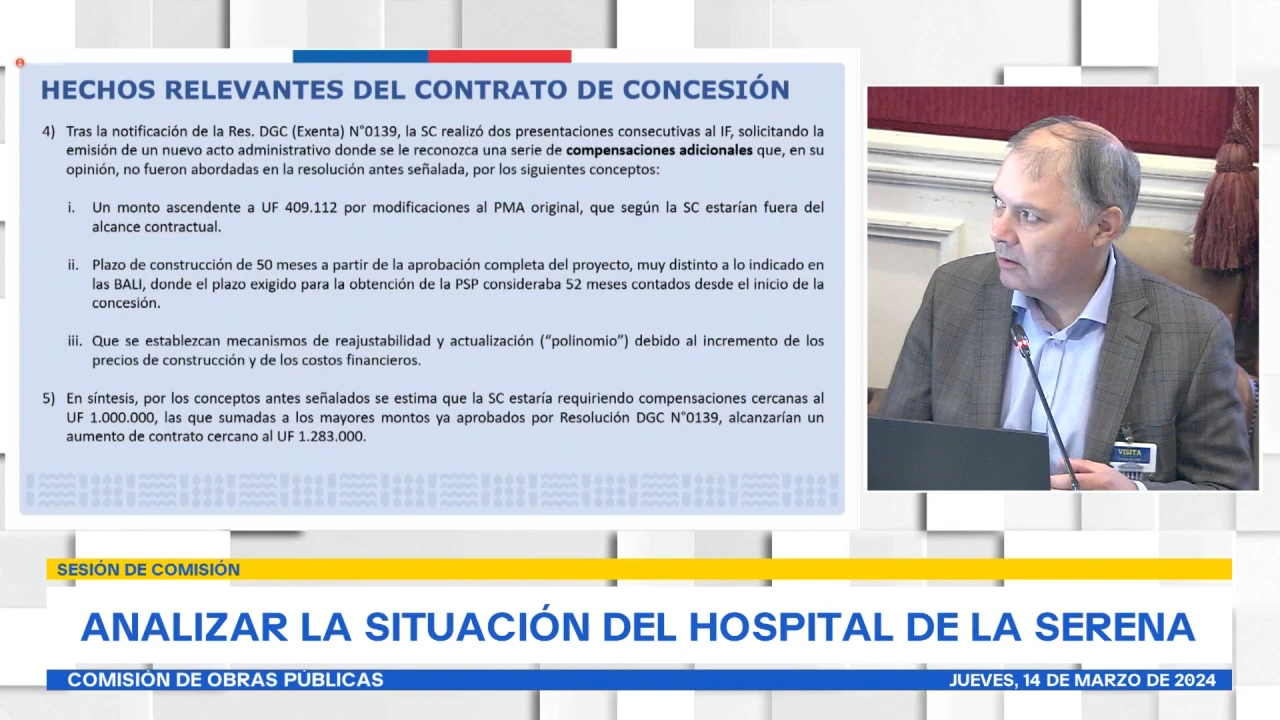 HECHOS RELEVANTES DEL CONTRATO DE CONCESIÓN
4) Tras la notificación de la Res. DGC (Exenta) N°0139, la SC realizó dos presentaciones consecutivas al IF, solicitando la
emisión de un nuevo acto administrativo donde se le reconozca una serie de compensaciones adicionales que, en su
opinión, no fueron abordadas en la resolución antes señalada, por los siguientes conceptos:
i. Un monto ascendente a UF 409.112 por modificaciones al PMA original, que según la SC estarían fuera del
alcance contractual.
ii. Plazo de construcción de 50 meses a partir de la aprobación completa del proyecto, muy distinto a lo indicado en
las BALI, donde el plazo exigido para la obtención de la PSP consideraba 52 meses contados desde el inicio de la
concesión.
iii. Que se establezcan mecanismos de reajustabilidad y actualización (“polinomio”) debido al incremento de los
precios de construcción y de los costos financieros.
5) En síntesis, por los conceptos antes señalados se estima que la SC estaría requiriendo compensaciones cercanas al
UF 1.000.000, las que sumadas a los mayores montos ya aprobados por Resolución DGC N°0139, alcanzarían un
aumento de contrato cercano al UF 1.283.000.
VISITA
SESIÓN DE COMISIÓN
ANALIZAR LA SITUACIÓN DEL HOSPITAL DE LA SERENA
COMISIÓN DE OBRAS PÚBLICAS
JUEVES, 14 DE MARZO DE 2024